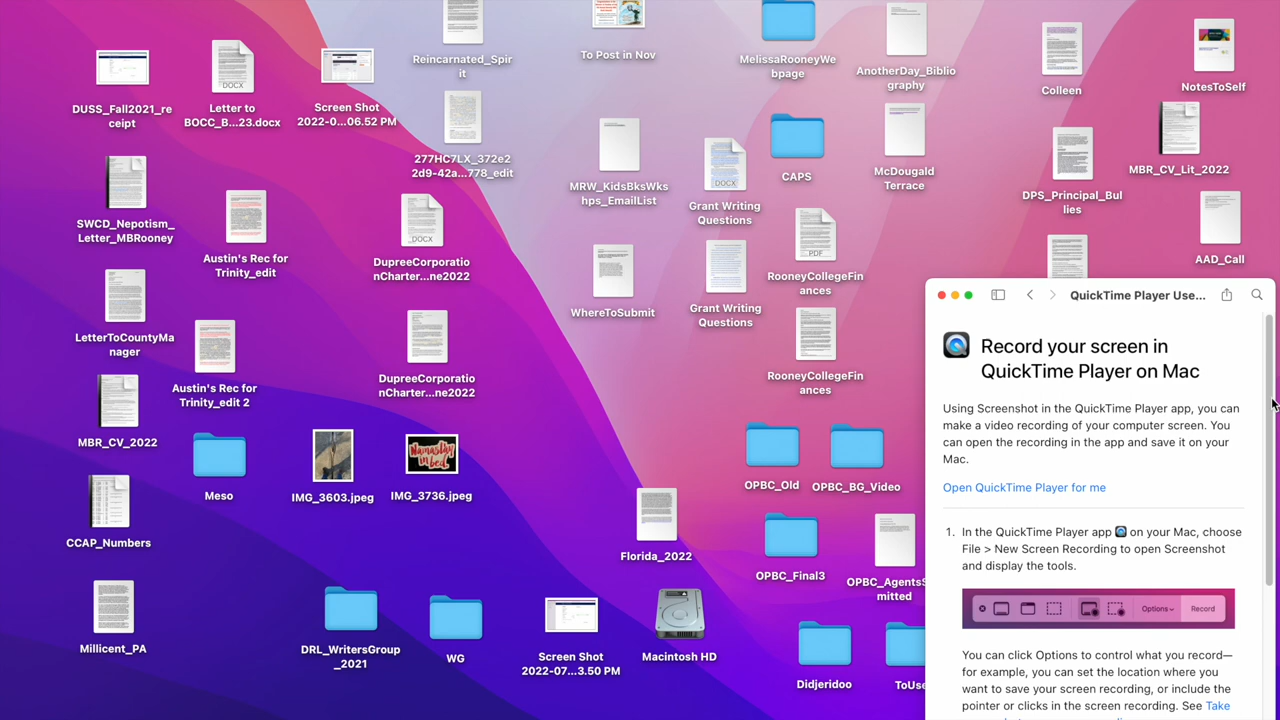 Reincarnated_Spir
it
To Post in Nov
MelissaRooneyWe
bpage
AnotherDay_Bibliio
graphy
Colleen
NotesToSelf
DUSS_Fall2021_re
ceipt
DOCX
Letter to
BOCC_B...23.docx
Screen Shot
2022-0...06.52 PM
277HC7LX_372e2
2d9-42a...778_edit
MRW_KidsBksWks
hps_EmailList
DOCX
Grant Writing
Questions
CAPS
McDougald
Terrace
DPS_Principal_Bul
lies
MBR_CV_Lit_2022
SWCD_Nepotism_
Letter_MBRooney
Austin's Rec for
Trinity_edit
DOCX
DupreeCorporatio
nCharter...ne2022
WhereToSubmit
Grant Writing
Questions
PDF
RooneyCollegeFin
ances
AAD_Call
LetterToCountyMa
nager
Austin's Rec for
Trinity_edit 2
DupreeCorporatio
nCharter...ne2022
RooneyCollegeFin
ances
MBR_CV_2022
Meso
IMG_3603.jpeg
Namastay
in bed
IMG_3736.jpeg
OPBC_Old
OPBC_BG_Video
CCAP_Numbers
Florida_2022
OPBC_Final3
OPBC_AgentsS
mitted
Millicent_PA
DRL_WritersGroup
_2021
WG
Screen Shot
2022-07...3.50 PM
Macintosh HD
Didjeridoo
ToUse
QuickTime Player Use...
Record your screen in
QuickTime Player on Mac
Using Screenshot in the QuickTime Player app, you can
make a video recording of your computer screen. You
can open the recording in the app and save it on your
Mac.
Open QuickTime Player for me
1. In the QuickTime Player app on your Mac, choose
File > New Screen Recording to open Screenshot
and display the tools.
Options
Record
You can click Options to control what you record—
for example, you can set the location where you
want to save your screen recording, or include the
pointer or clicks in the screen recording. See Take